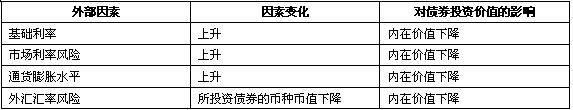 外部因素 因素变化 对债券投资价值的影响
基础利率 上升 内在价值下降
市场利率风险 上升 内在价值下降
通货膨胀水平 上升 内在价值下降
外汇汇率风险 所投资债券的币种币值下降 内在价值下降